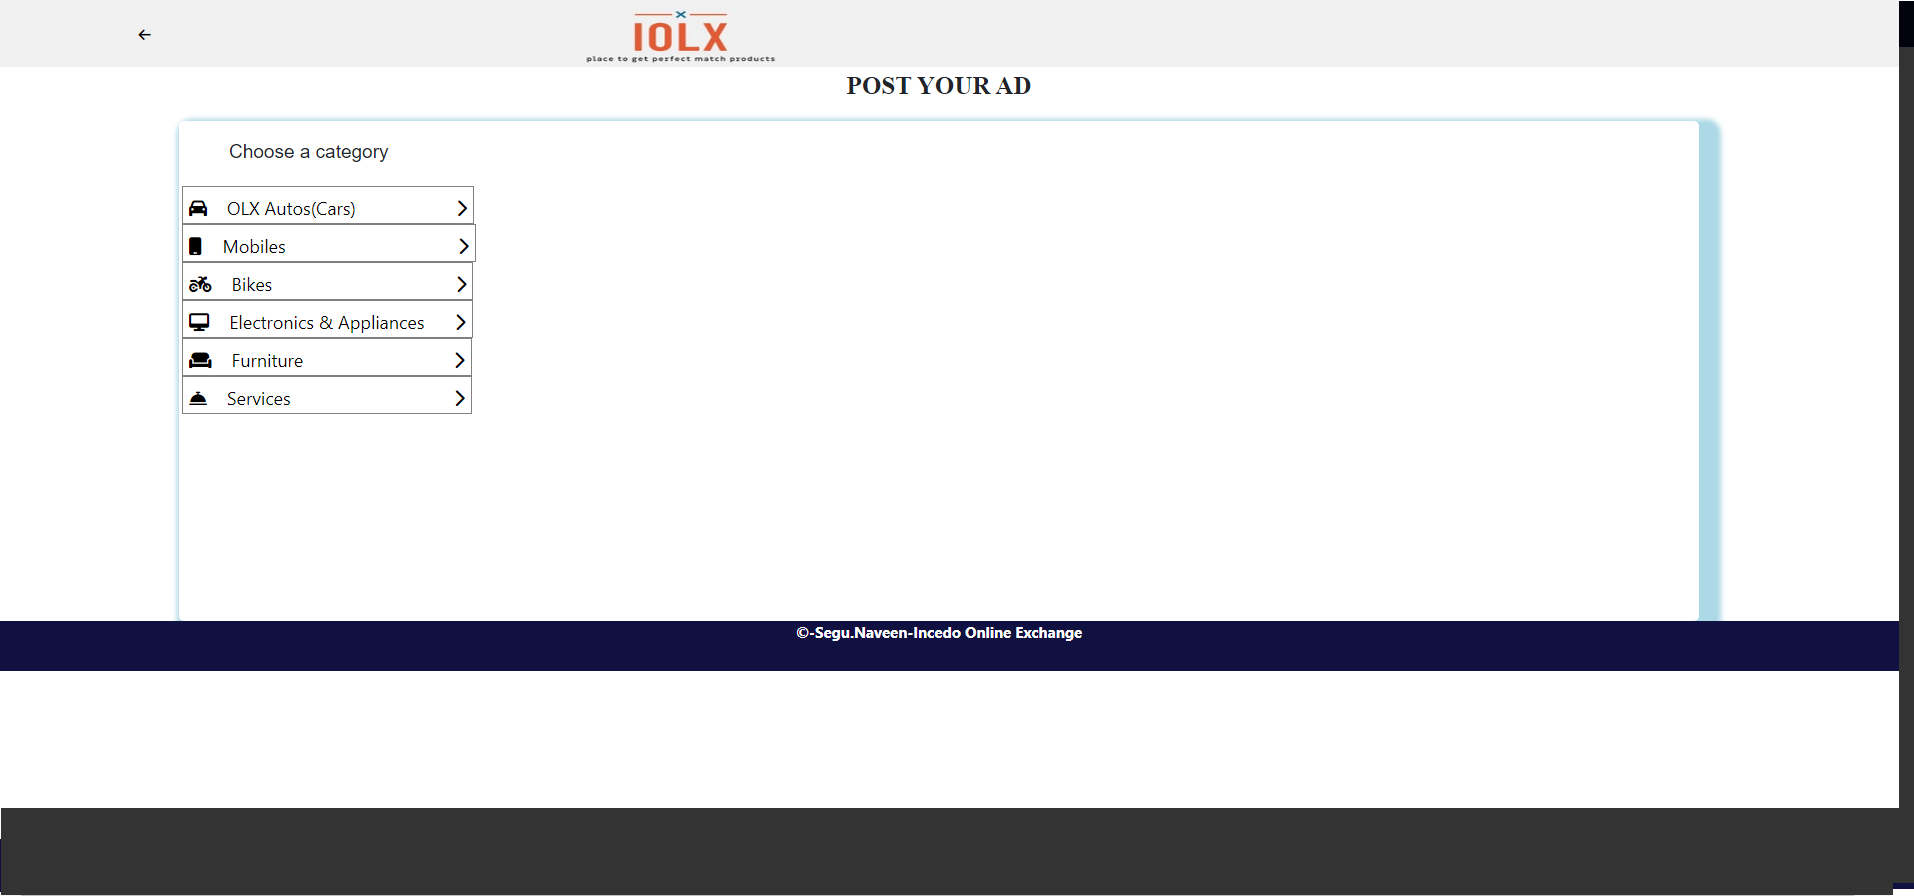 IOLX
place to get perfect match products
POST YOUR AD
Choose a category
OLX Autos(Cars)
Mobiles
Bikes
Electronics & Appliances
Furniture
Services
©-Segu.Naveen-Incedo Online Exchange